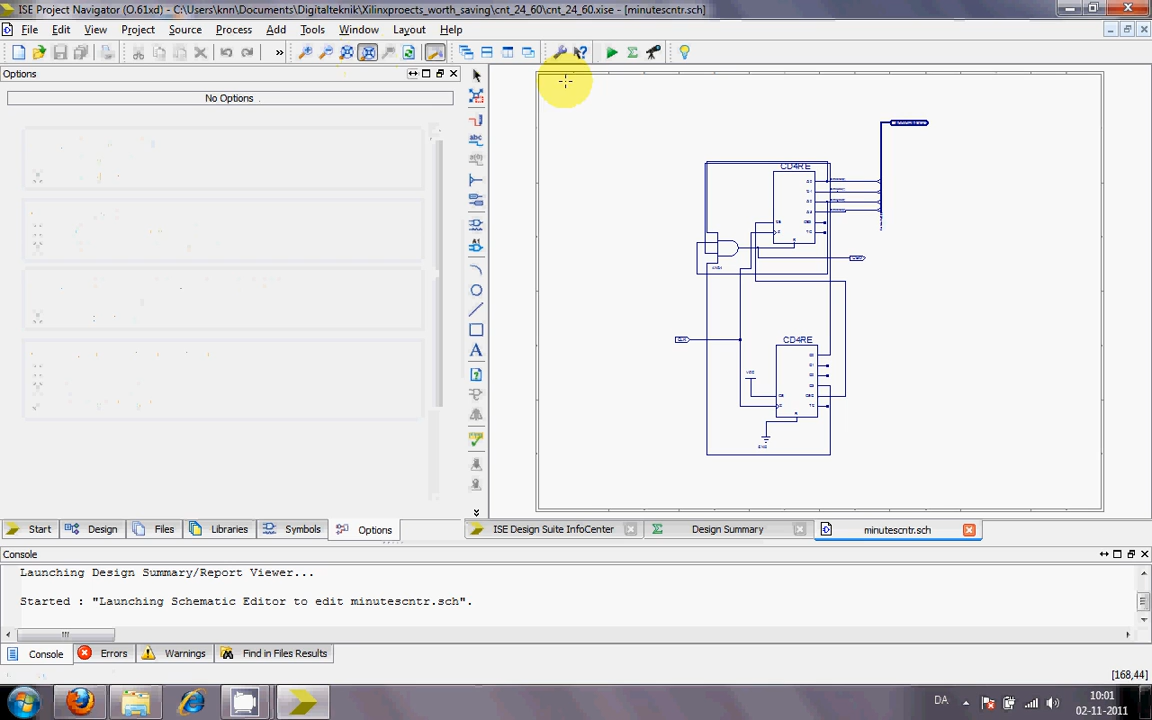 ISE Project Navigator (O.61xd) - C:\Users\knn\Documents\Digitalteknik\Xilinxproects_worth_saving\cnt_24_60\cnt_24_60.xise - [minutescntr.sch]
File Edit View Project Source Process Add Tools Window Layout Help
Options
No Options
CD4RE
CD4RE
Start Design Files Libraries Symbols Options
ISE Design Suite InfoCenter Design Summary minutescntr.sch
Console
Launching Design Summary/Report Viewer...
Started : "Launching Schematic Editor to edit minutescntr.sch".
Console Errors Warnings Find in Files Results
[168,44]
DA
10:01
02-11-2011